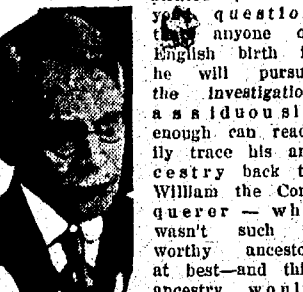 questio
anyone o
English birth i
he will pursu
the investigatio
assiduousl
enough can read
ily trace his an
cestry back t
William the Con
queror — wh
wasn't such
worthy ancesto
at best—and thi
ancestry woul